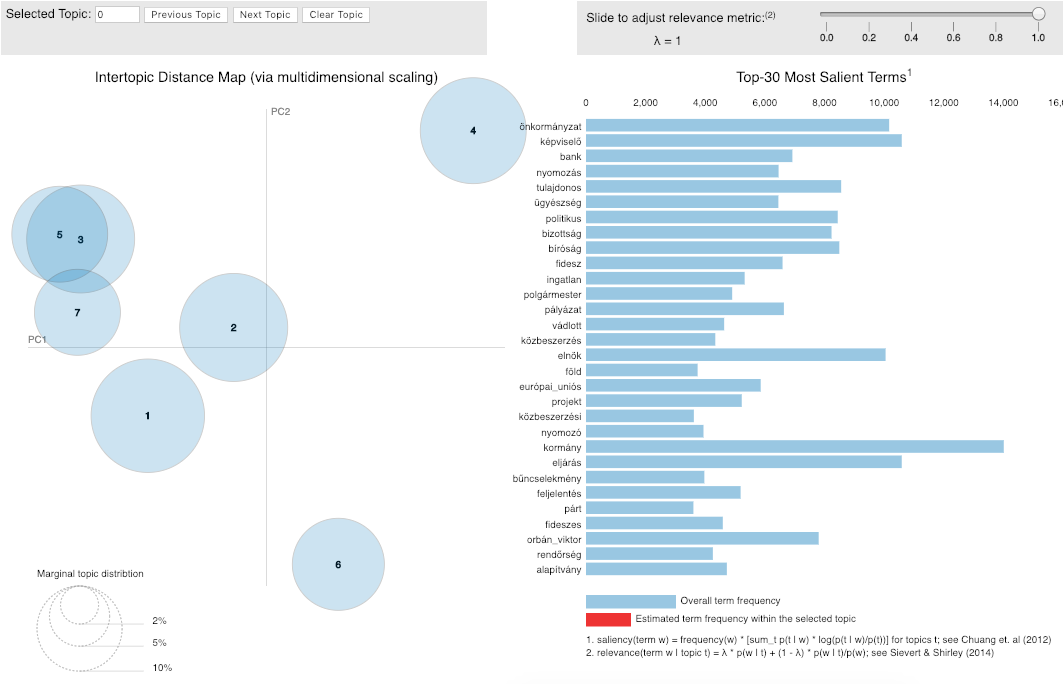 Selected Topic: 0 Previous Topic Next Topic Clear Topic
Slide to adjust relevance metric:(2)
λ = 1
0.0 0.2 0.4 0.6 0.8 1.0
Intertopic Distance Map (via multidimensional scaling)
PC2
PC1
4
5
3
7
2
1
6
Marginal topic distribtion
2%
5%
10%
Top-30 Most Salient Terms1
0 2,000 4,000 6,000 8,000 10,000 12,000 14,000
önkormányzat
képviselő
bank
nyomozás
tulajdonos
ügyészség
politikus
bizottság
bíróság
fidesz
ingatlan
polgármester
pályázat
vádlott
közbeszerzés
elnök
föld
európai_uniós
projekt
közbeszerzési
nyomozó
kormány
eljárás
bűncselekmény
feljelentés
párt
fideszes
orbán_viktor
rendőrség
alapítvány
Overall term frequency
Estimated term frequency within the selected topic
1. saliency(term w) = frequency(w) * [sum_t p(t | w) * log(p(t | w)/p(t))] for topics t; see Chuang et. al (2012)
2. relevance(term w | topic t) = λ * p(w | t) + (1 - λ) * p(w | t)/p(w); see Sievert & Shirley (2014)